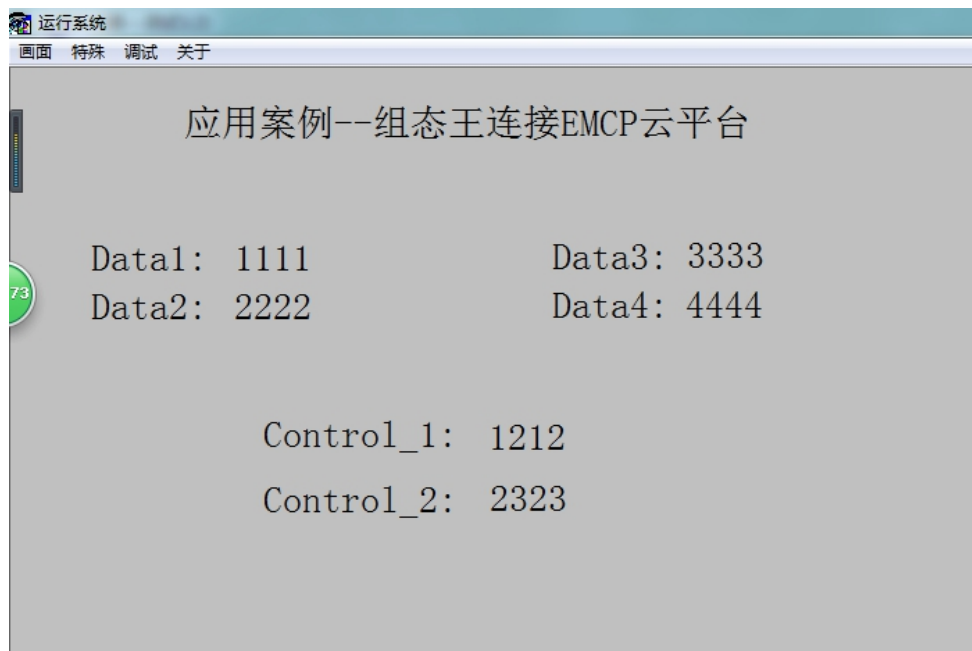 运行系统
画面 特殊 调试 关于
应用案例--组态王连接EMCP云平台
Data1: 1111 Data3: 3333
73
Data2: 2222 Data4: 4444
Control_1: 1212
Control_2: 2323